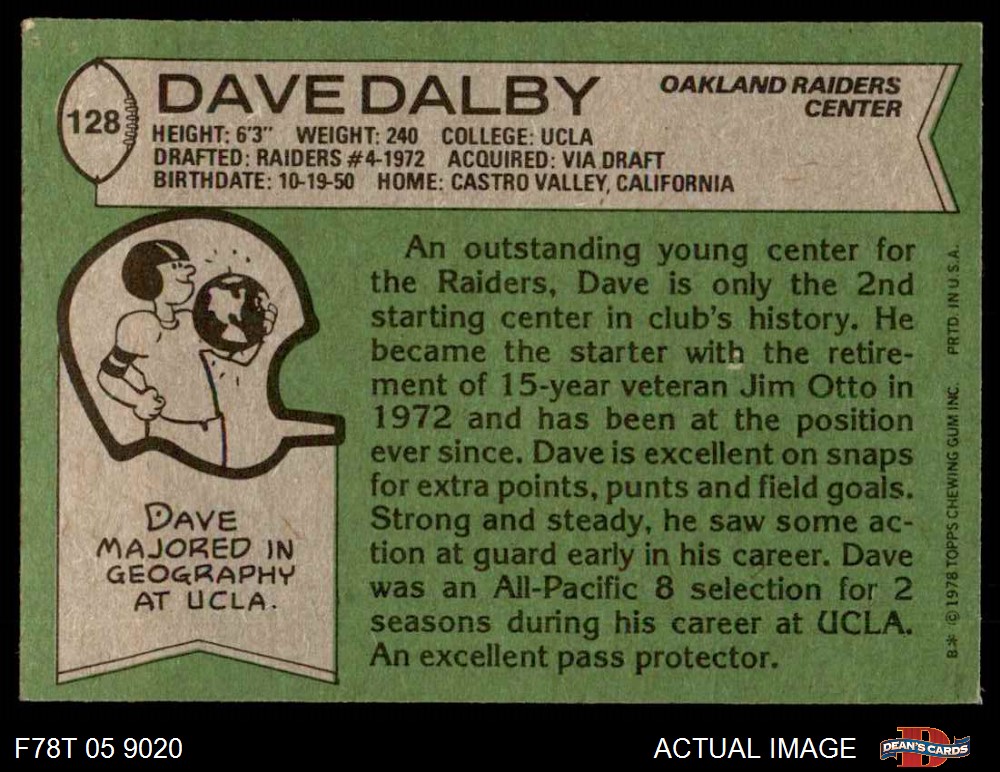 128
DAVE DALBY
OAKLAND RAIDERS
CENTER
HEIGHT: 6'3" WEIGHT: 240 COLLEGE: UCLA
DRAFTED: RAIDERS #4-1972 ACQUIRED: VIA DRAFT
BIRTHDATE: 10-19-50 HOME: CASTRO VALLEY, CALIFORNIA
An outstanding young center for
the Raiders, Dave is only the 2nd
starting center in club's history. He
became the starter with the retire-
ment of 15-year veteran Jim Otto in
1972 and has been at the position
ever since. Dave is excellent on snaps
for extra points, punts and field goals.
Strong and steady, he saw some ac-
tion at guard early in his career. Dave
was an All-Pacific 8 selection for 2
seasons during his career at UCLA.
An excellent pass protector.
DAVE
MAJORED IN
GEOGRAPHY
AT UCLA.
B.* © 1978 TOPPS CHEWING GUM INC. PRTD. IN U.S.A.
F78T 05 9020
ACTUAL IMAGE
DEAN'S CARDS